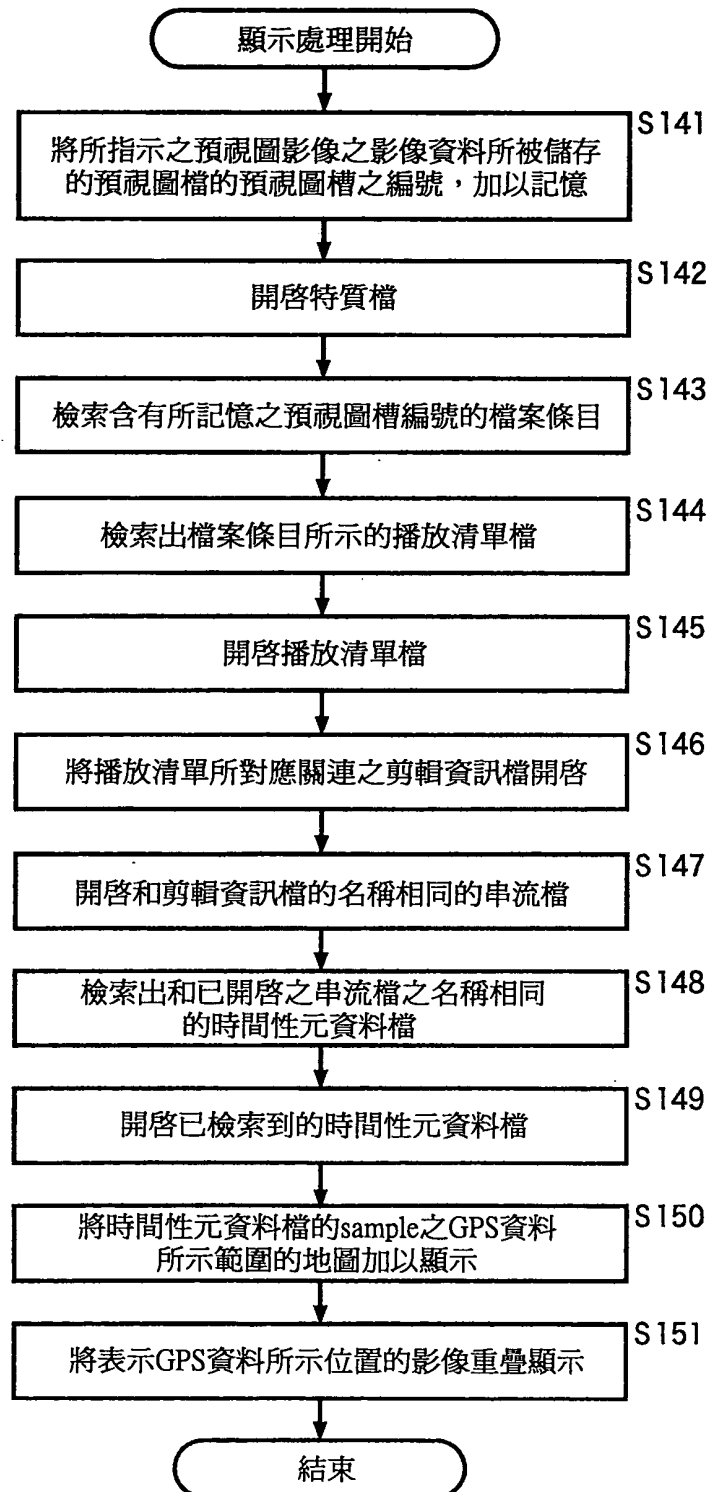 顯示處理開始
S141
將所指示之預視圖影像之影像資料所被儲存
的預視圖檔的預視圖槽之編號，加以記憶
S142
開啓特質檔
S143
檢索含有所記憶之預視圖槽編號的檔案條目
S144
檢索出檔案條目所示的播放清單檔
S145
開啓播放清單檔
S146
將播放清單所對應關連之剪輯資訊檔開啓
S147
開啓和剪輯資訊檔的名稱相同的串流檔
S148
檢索出和已開啓之串流檔之名稱相同
的時間性元資料檔
S149
開啓已檢索到的時間性元資料檔
S150
將時間性元資料檔的sample之GPS資料
所示範圍的地圖加以顯示
S151
將表示GPS資料所示位置的影像重疊顯示
結束